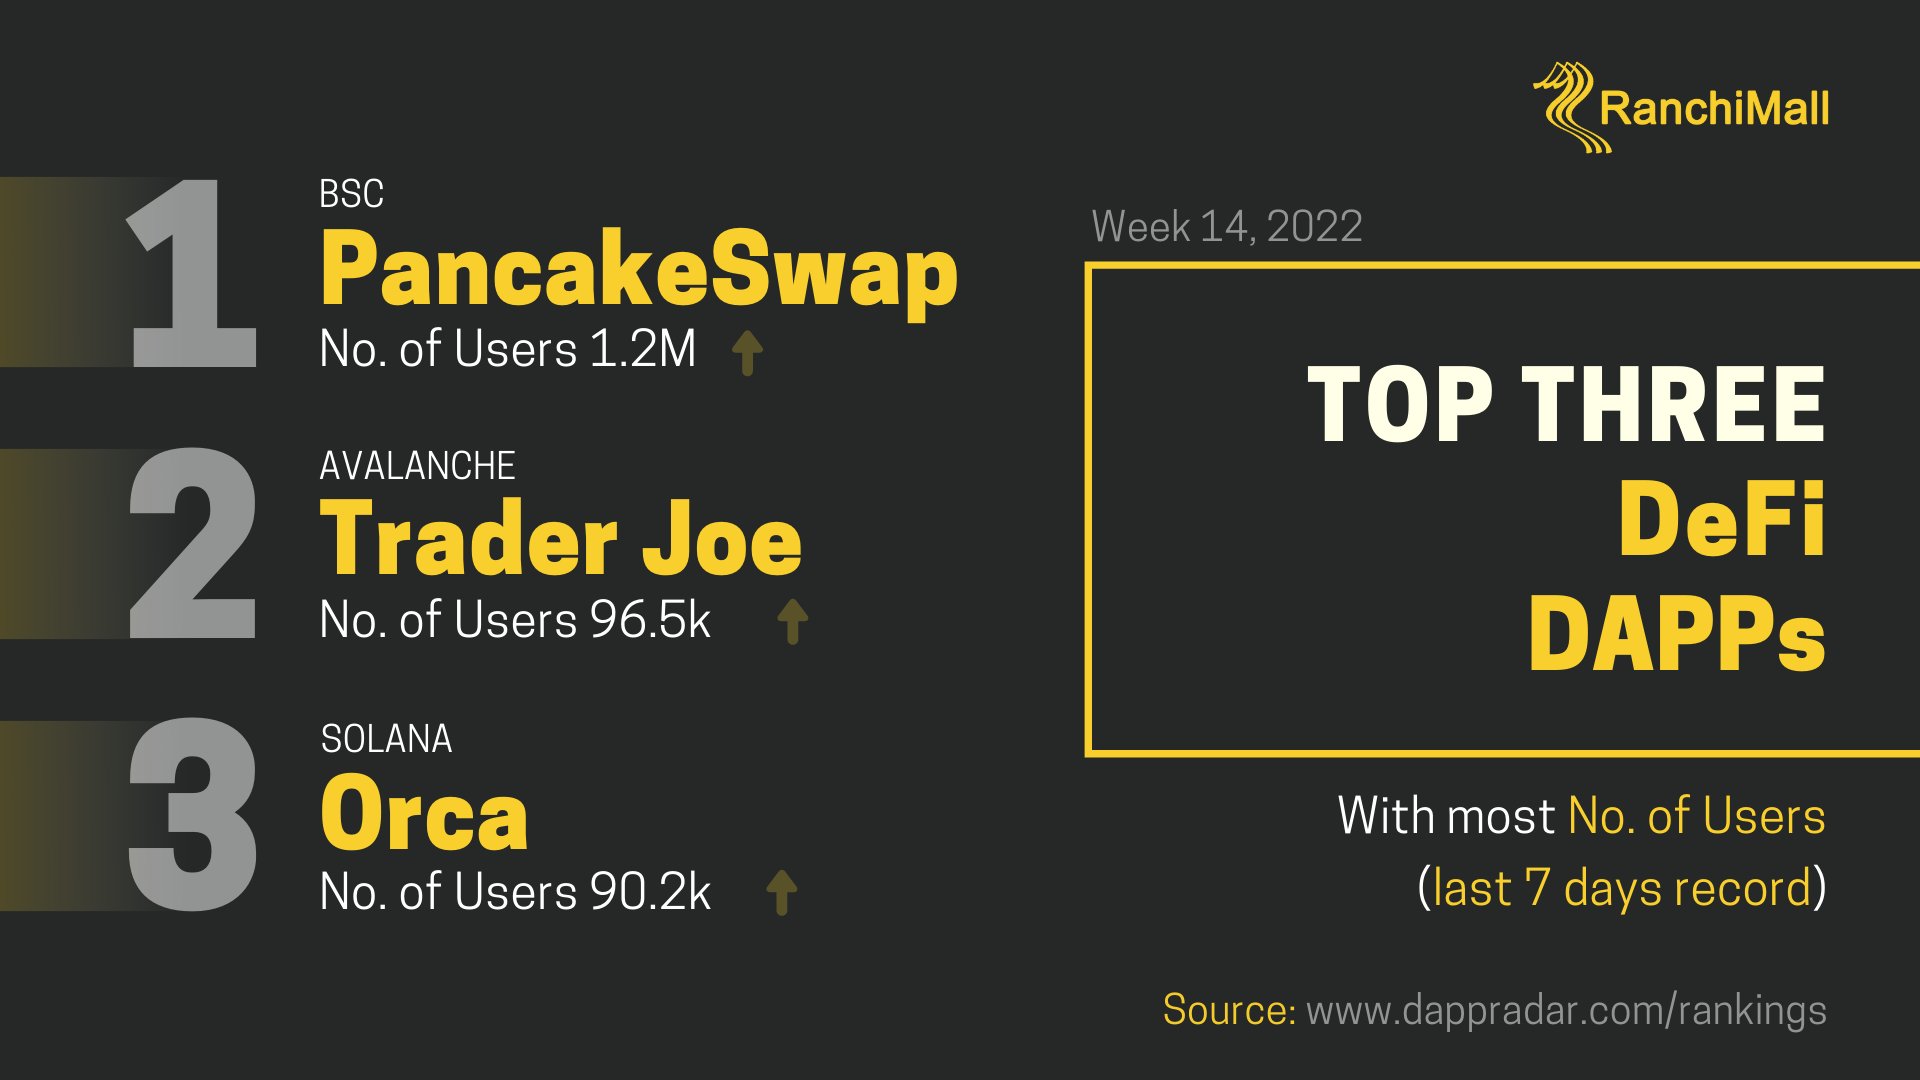 RanchiMall
1
BSC
PancakeSwap
No. of Users 1.2M
2
AVALANCHE
Trader Joe
No. of Users 96.5k
3
SOLANA
Orca
No. of Users 90.2k
Week 14, 2022
TOP THREE
DeFi
DAPPs
With most No. of Users
(last 7 days record)
Source: www.dappradar.com/rankings